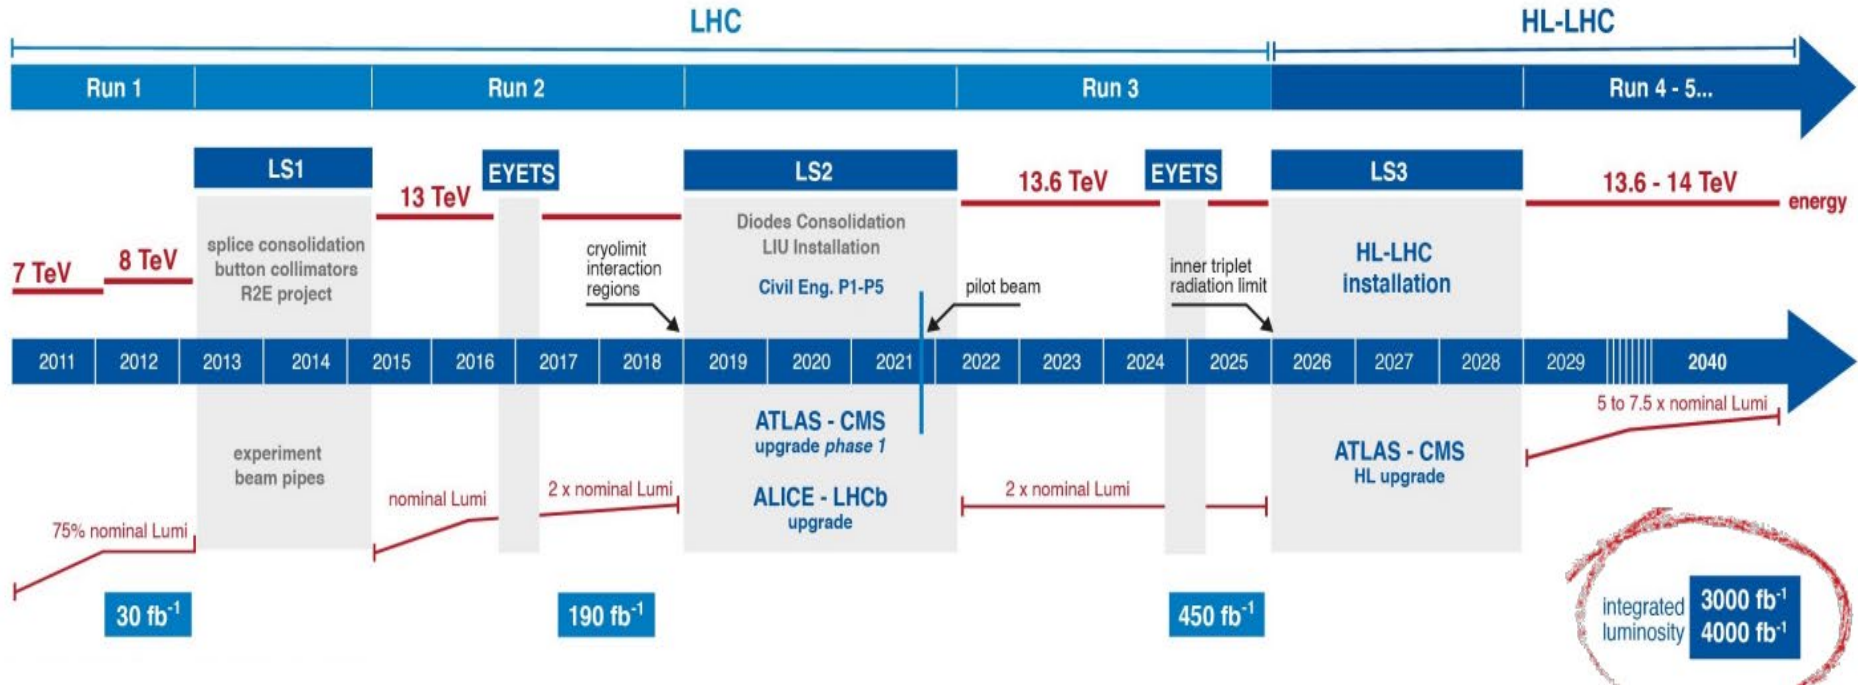 LHC
HL-LHC
Run 1
Run 2
Run 3
Run 4 - 5...
LS1
EYETS
LS2
EYETS
LS3
13 TeV
13.6 TeV
13.6 - 14 TeV
energy
7 TeV
8 TeV
splice consolidation
button collimators
R2E project
cryolimit
interaction
regions
Diodes Consolidation
LIU Installation
Civil Eng. P1-P5
pilot beam
inner triplet
radiation limit
HL-LHC
installation
2011
2012
2013
2014
2015
2016
2017
2018
2019
2020
2021
2022
2023
2024
2025
2026
2027
2028
2029
2040
5 to 7.5 x nominal Lumi
experiment
beam pipes
ATLAS - CMS
upgrade phase 1
ALICE - LHCb
upgrade
ATLAS - CMS
HL upgrade
75% nominal Lumi
nominal Lumi
2 x nominal Lumi
2 x nominal Lumi
30 fb⁻¹
190 fb⁻¹
450 fb⁻¹
integrated
luminosity
3000 fb⁻¹
4000 fb⁻¹